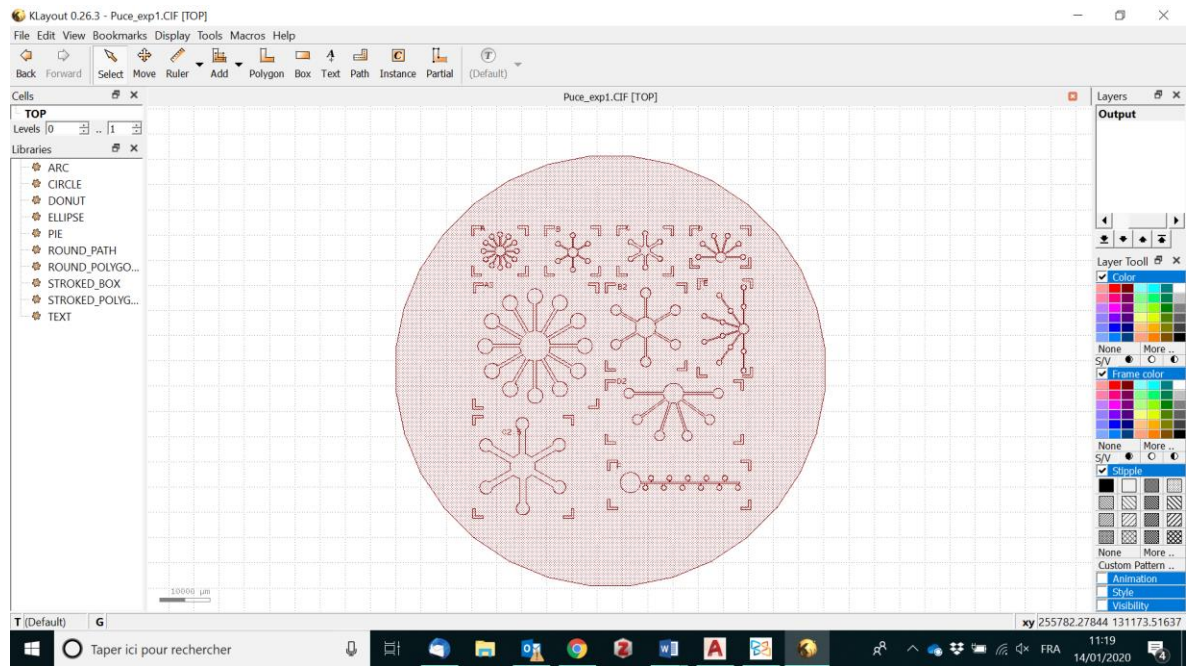 KLayout 0.26.3 - Puce_exp1.CIF [TOP]
File Edit View Bookmarks Display Tools Macros Help
Back Forward Select Move Ruler Add Polygon Box Text Path Instance Partial (Default)
Cells
Puce_exp1.CIF [TOP]
Layers
TOP
Output
Levels 0 .. 1
Libraries
ARC
CIRCLE
DONUT
ELLIPSE
PIE
ROUND_PATH
ROUND_POLYGO...
STROKED_BOX
STROKED_POLYG...
TEXT
A
B
B2
E
D2
Layer Tooll
Color
None More ..
S/V
Frame color
None More ..
S/V
Stipple
None More ..
Custom Pattern ..
Animation
Style
Visibility
10000 µm
T (Default) G
xy 255782.27844 131173.51637
Taper ici pour rechercher
FRA
11:19
14/01/2020
4